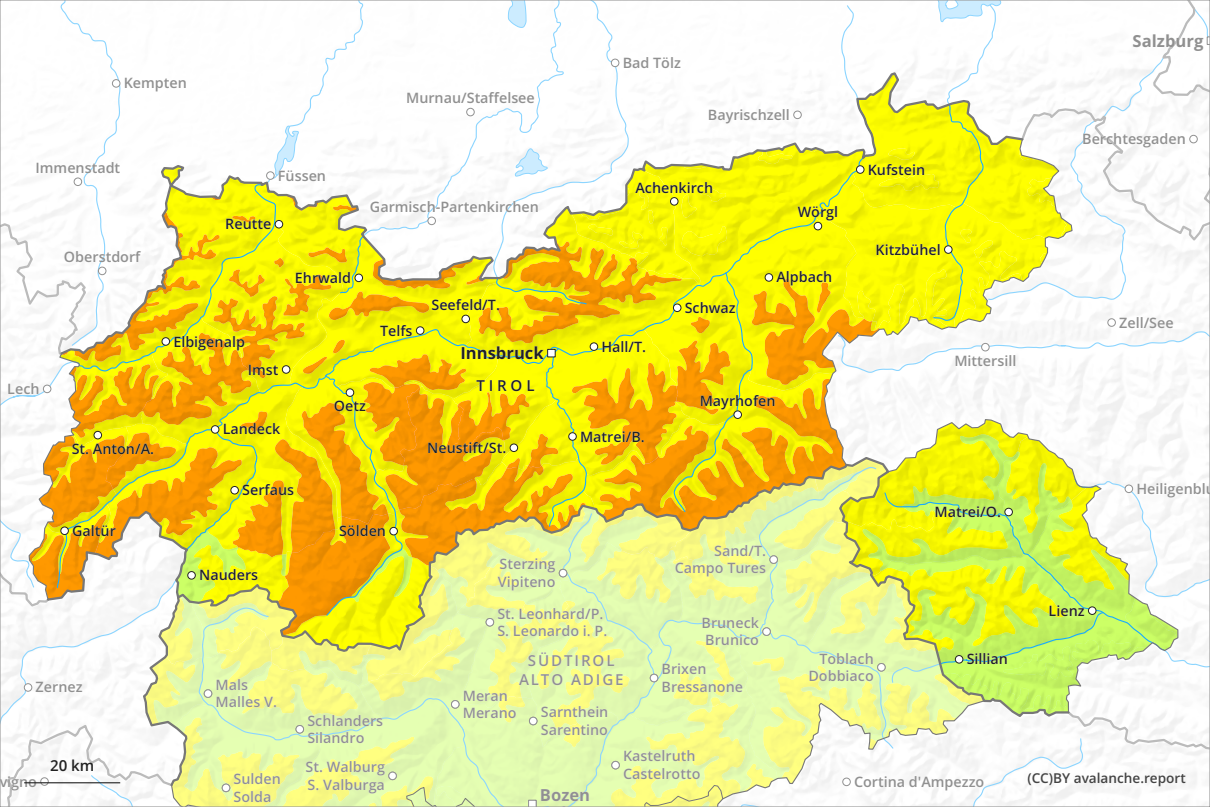 Salzburg
Bad Tölz
Kempten
Murnau/Staffelsee
Bayrischzell
Berchtesgaden
Immenstadt
Füssen
Kufstein
Achenkirch
Garmisch-Partenkirchen
Wörgl
Reutte
Kitzbühel
Oberstdorf
Ehrwald
Alpbach
Seefeld/T.
Schwaz
Zell/See
Telfs
Elbigenalp
Innsbruck
Hall/T.
Mittersill
Imst
TIROL
Lech
Oetz
Mayrhofen
Landeck
Matrei/B.
St. Anton/A.
Neustift/St.
Serfaus
Heiligenblu
Matrei/O.
Galtür
Sölden
Sand/T.
Campo Tures
Sterzing
Vipiteno
Nauders
St. Leonhard/P.
S. Leonardo i. P.
Lienz
Bruneck
Brunico
SÜDTIROL
ALTO ADIGE
Toblach
Dobbiaco
Sillian
Brixen
Bressanone
Zernez
Mals
Malles V.
Meran
Merano
Sarnthein
Sarentino
Schlanders
Silandro
Kastelruth
Castelrotto
20 km
St. Walburg
S. Valburga
Sulden
Solda
vigno
Cortina d'Ampezzo
(CC)BY avalanche.report
Bozen